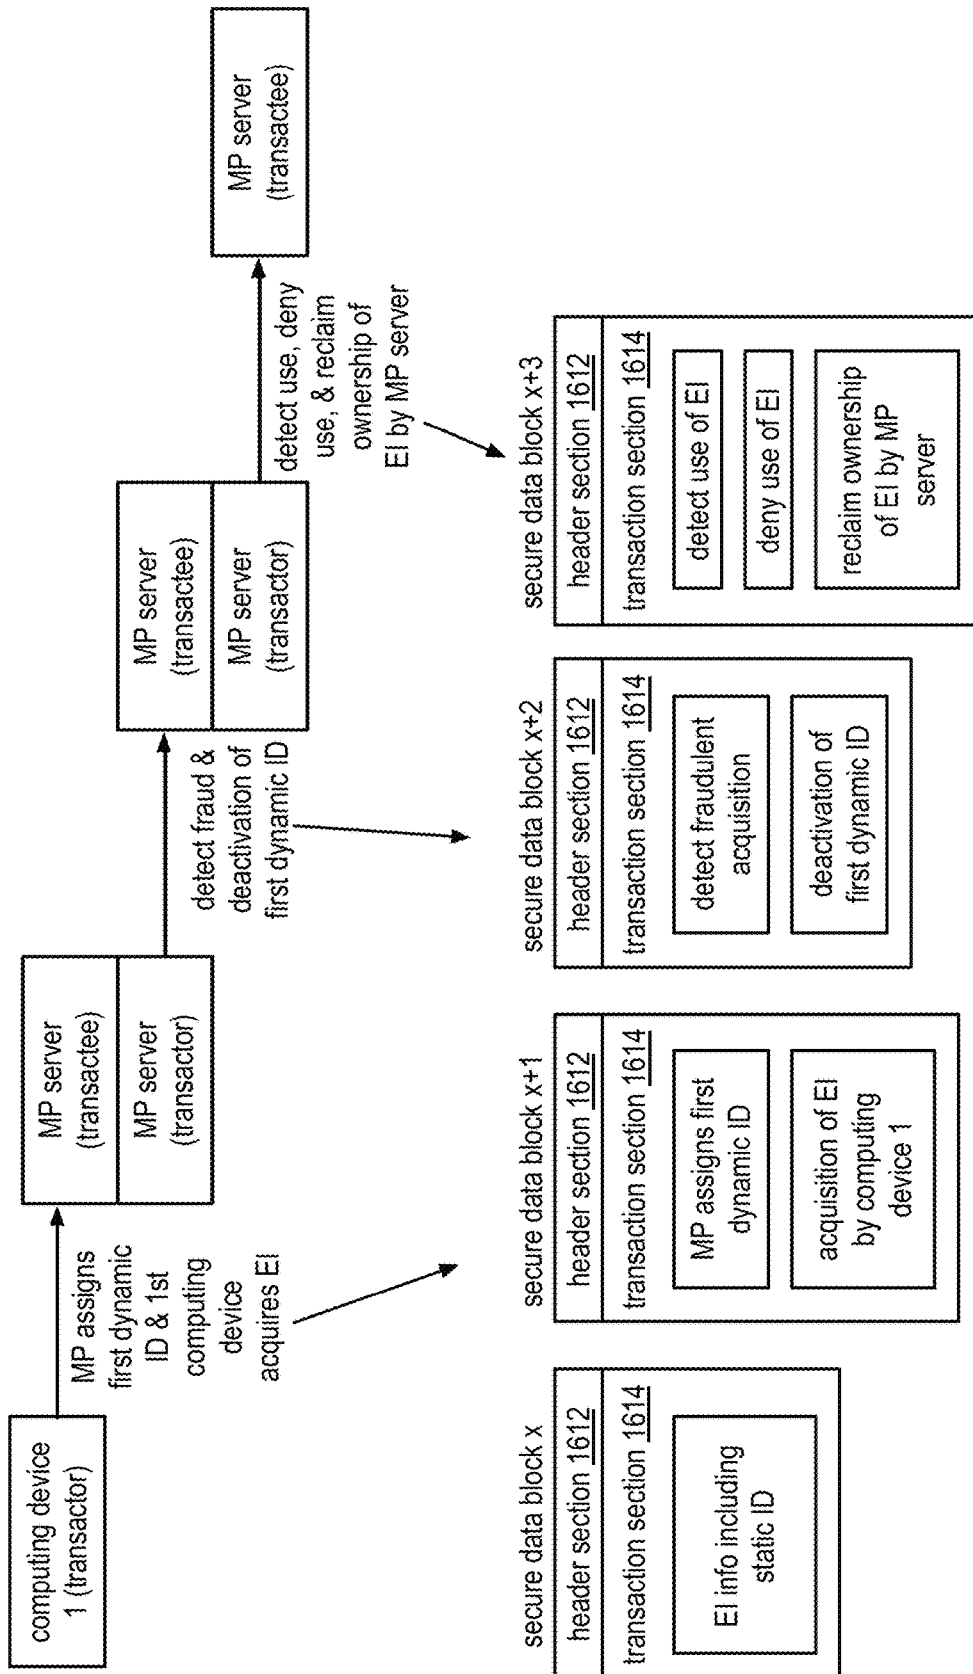 computing device
1 (transactor)
MP assigns
first dynamic
ID & 1st
computing
device
acquires EI
MP server
(transactee)
MP server
(transactor)
detect fraud &
deactivation of
first dynamic ID
MP server
(transactee)
MP server
(transactor)
detect use, deny
use, & reclaim
ownership of
EI by MP server
MP server
(transactee)
secure data block x
header section 1612
transaction section 1614
EI info including
static ID
secure data block x+1
header section 1612
transaction section 1614
MP assigns first
dynamic ID
acquisition of EI
by computing
device 1
secure data block x+2
header section 1612
transaction section 1614
detect fraudulent
acquisition
deactivation of
first dynamic ID
secure data block x+3
header section 1612
transaction section 1614
detect use of EI
deny use of EI
reclaim ownership
of EI by MP
server